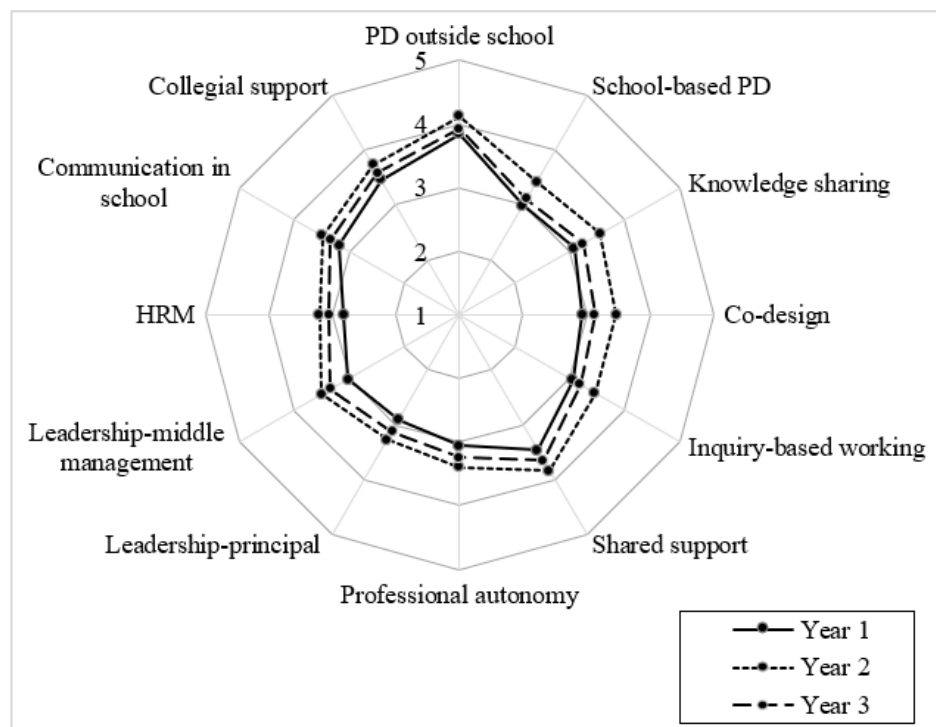 PD outside school
5
Collegial support
School-based PD
4
Communication in
school
3
Knowledge sharing
2
HRM
1
Co-design
Leadership-middle
management
Inquiry-based working
Leadership-principal
Shared support
Professional autonomy
Year 1
Year 2
Year 3